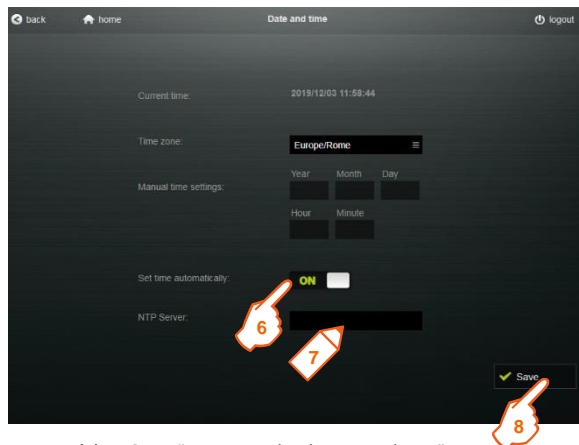 back home Date and time logout
Current time: 2019/12/03 11:58:44
Time zone: Europe/Rome
Year Month Day
Manual time settings:
Hour Minute
Set time automatically: ON
6
NTP Server:
7
Save
8